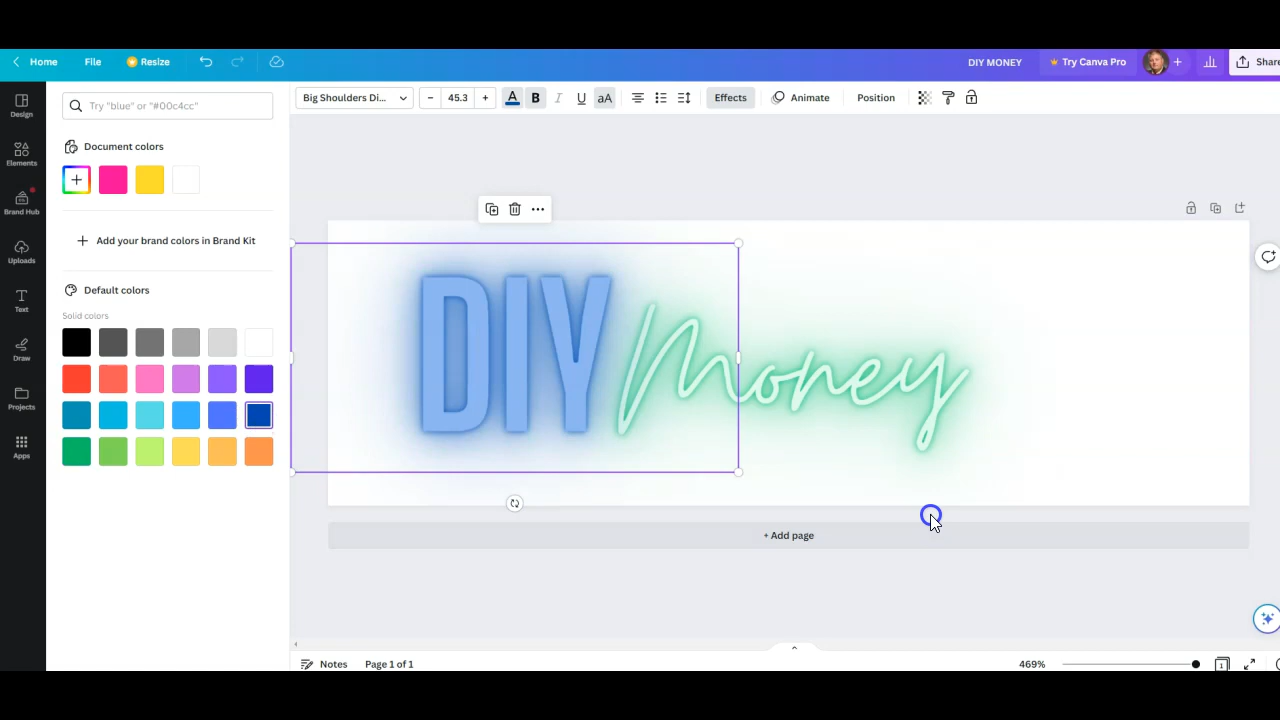 Home File Resize DIY MONEY Try Canva Pro Share
Design
Elements
Brand Hub
Uploads
Text
Draw
Projects
Apps
Try "blue" or "#00c4cc"
Document colors
Add your brand colors in Brand Kit
Default colors
Solid colors
Big Shoulders Di... 45.3 A B I U aA Effects Animate Position
DIY Money
+ Add page
Notes Page 1 of 1 469% 1